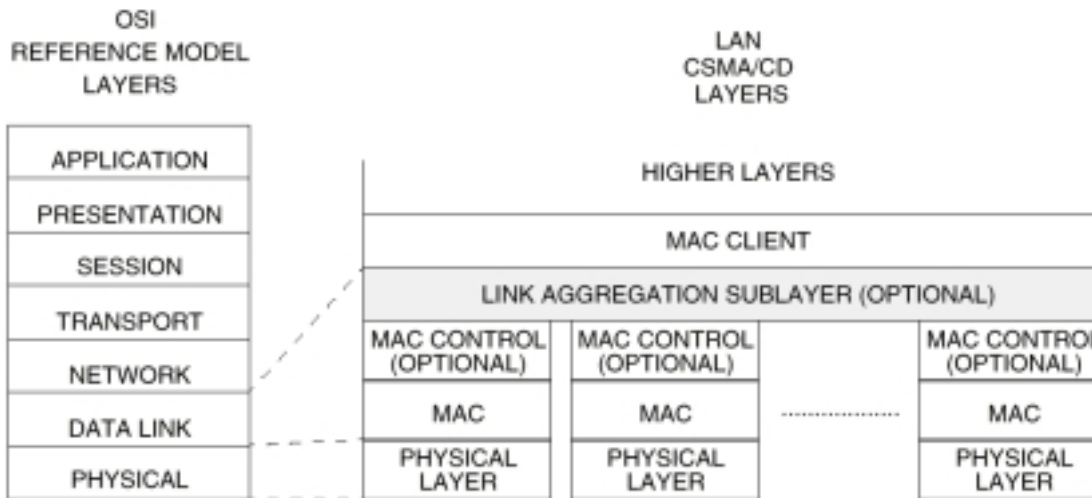 OSI
REFERENCE MODEL
LAYERS
APPLICATION
PRESENTATION
SESSION
TRANSPORT
NETWORK
DATA LINK
PHYSICAL
LAN
CSMA/CD
LAYERS
HIGHER LAYERS
MAC CLIENT
LINK AGGREGATION SUBLAYER (OPTIONAL)
MAC CONTROL
(OPTIONAL)
MAC CONTROL
(OPTIONAL)
MAC CONTROL
(OPTIONAL)
MAC
MAC
MAC
PHYSICAL
LAYER
PHYSICAL
LAYER
PHYSICAL
LAYER